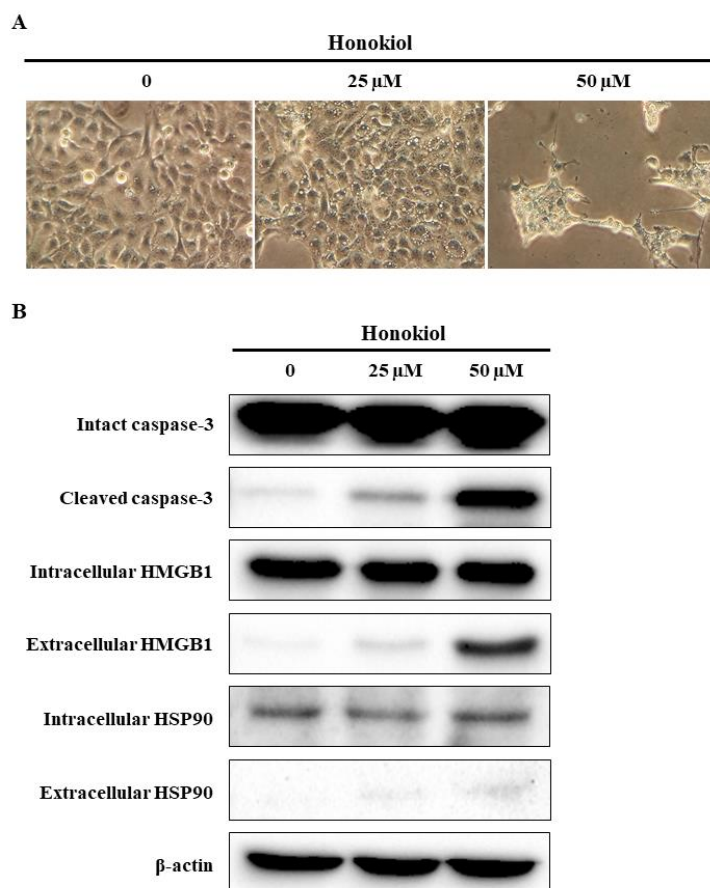 A
Honokiol
0 25 μM 50 μM
B
Honokiol
0 25 μM 50 μM
Intact caspase-3
Cleaved caspase-3
Intracellular HMGB1
Extracellular HMGB1
Intracellular HSP90
Extracellular HSP90
β-actin